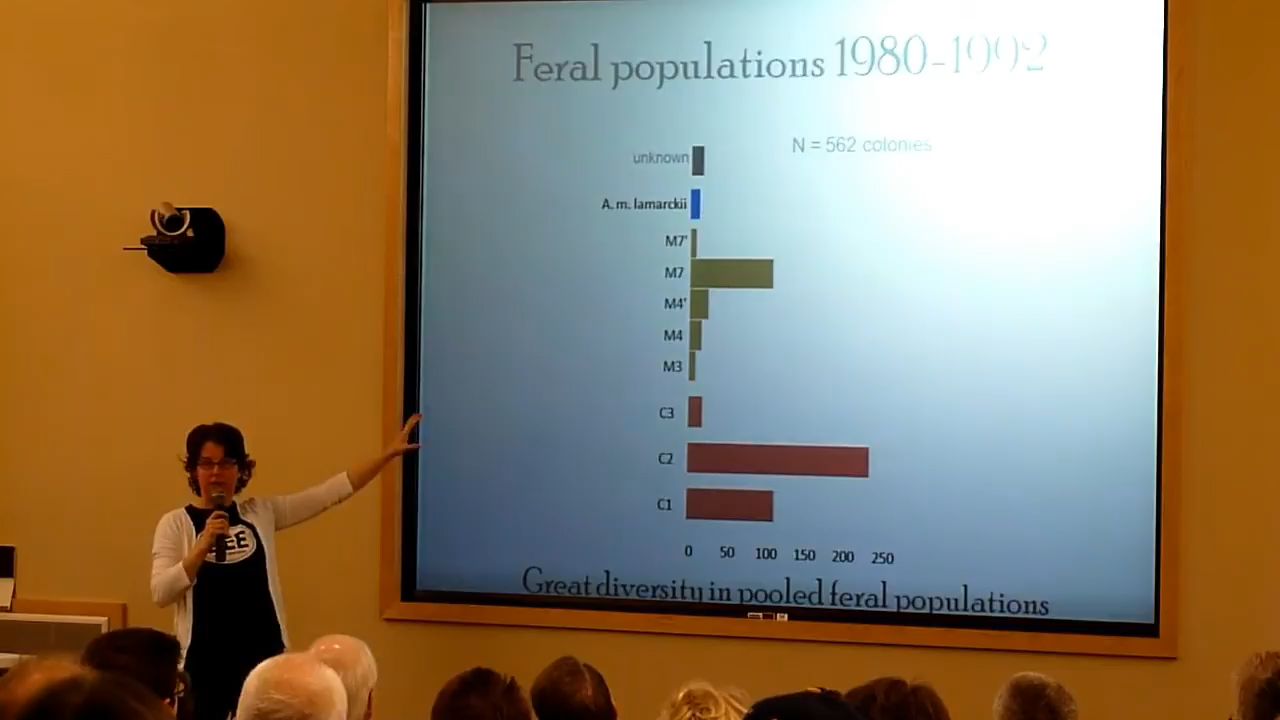 Feral populations 1980-1992
N = 562 colonies
unknown
A. m. lamarckii
M7'
M7
M4'
M4
M3
C3
C2
C1
0 50 100 150 200 250
Great diversity in pooled feral populations